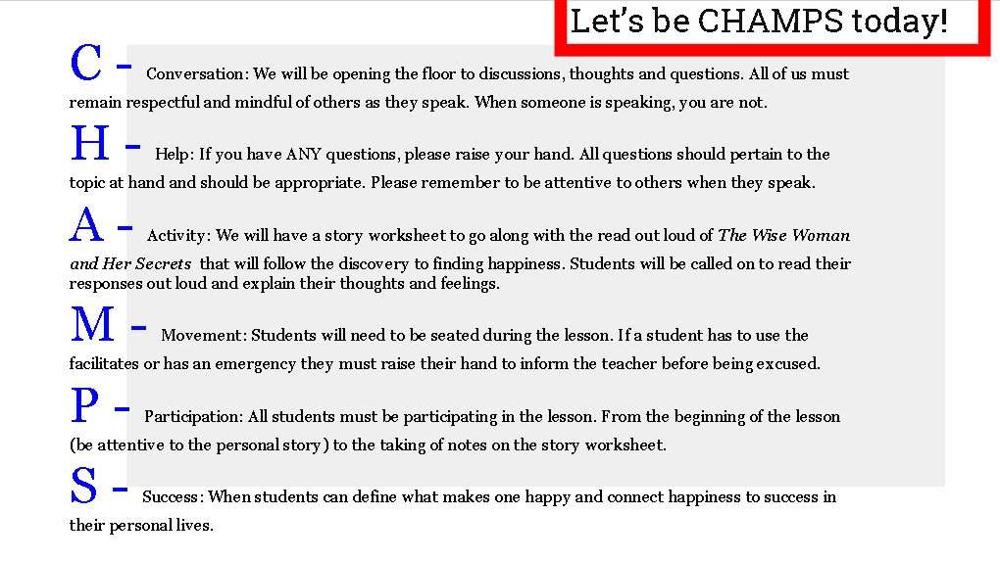 Let's be CHAMPS today!
C - Conversation: We will be opening the floor to discussions, thoughts and questions. All of us must
remain respectful and mindful of others as they speak. When someone is speaking, you are not.
H - Help: If you have ANY questions, please raise your hand. All questions should pertain to the
topic at hand and should be appropriate. Please remember to be attentive to others when they speak.
A - Activity: We will have a story worksheet to go along with the read out loud of The Wise Woman
and Her Secrets that will follow the discovery to finding happiness. Students will be called on to read their
responses out loud and explain their thoughts and feelings.
M - Movement: Students will need to be seated during the lesson. If a student has to use the
facilitates or has an emergency they must raise their hand to inform the teacher before being excused.
P - Participation: All students must be participating in the lesson. From the beginning of the lesson
(be attentive to the personal story) to the taking of notes on the story worksheet.
S - Success: When students can define what makes one happy and connect happiness to success in
their personal lives.